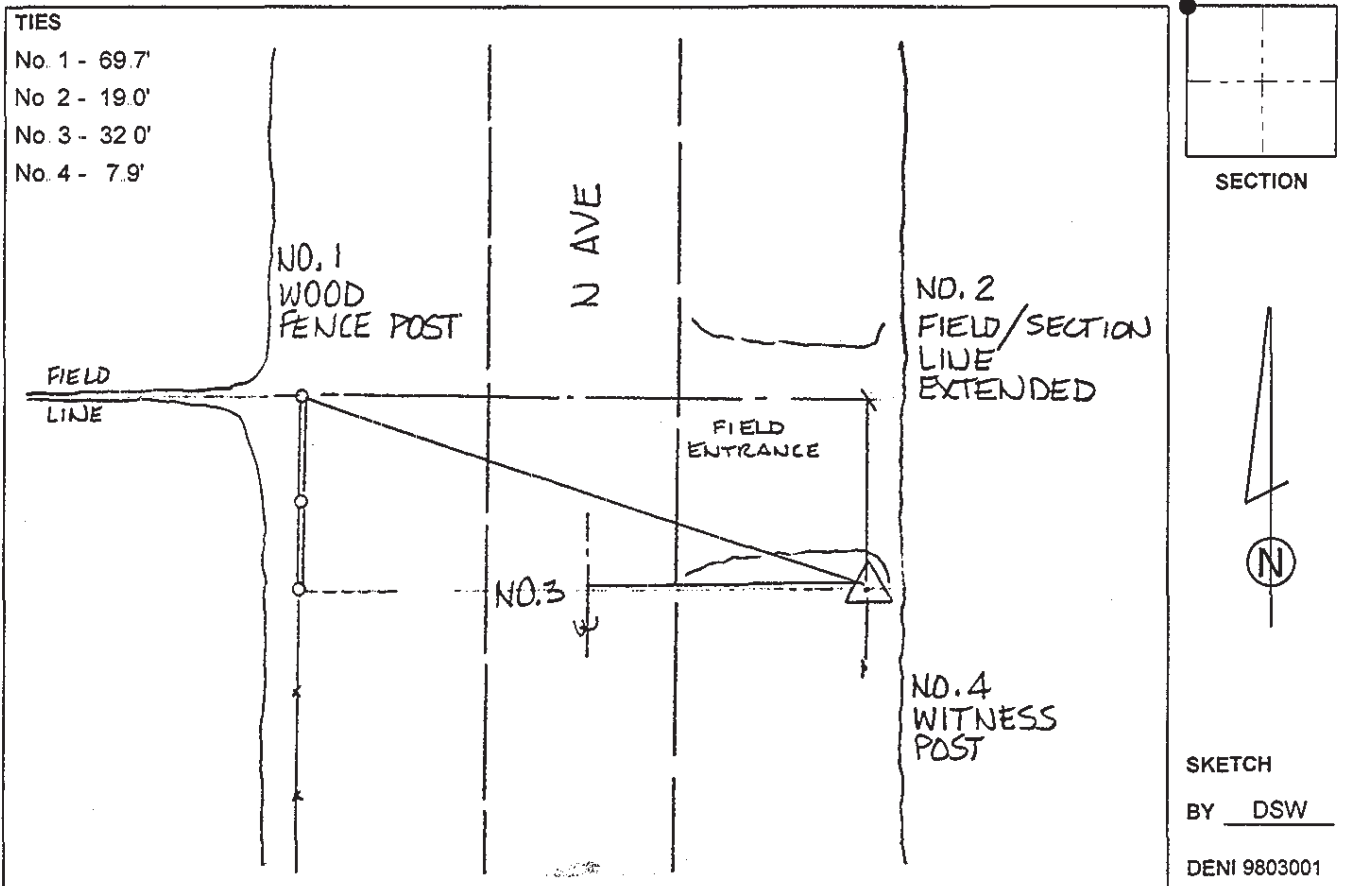 TIES
No. 1 - 69.7'
No 2 - 19.0'
No. 3 - 32 0'
No. 4 - 7.9'
SECTION
N AVE
NO. 1
WOOD
FENCE POST
NO. 2
FIELD/SECTION
LINE
EXTENDED
FIELD
LINE
FIELD
ENTRANCE
N
NO.3
NO. 4
WITNESS
POST
SKETCH
BY DSW
DENI 9803001